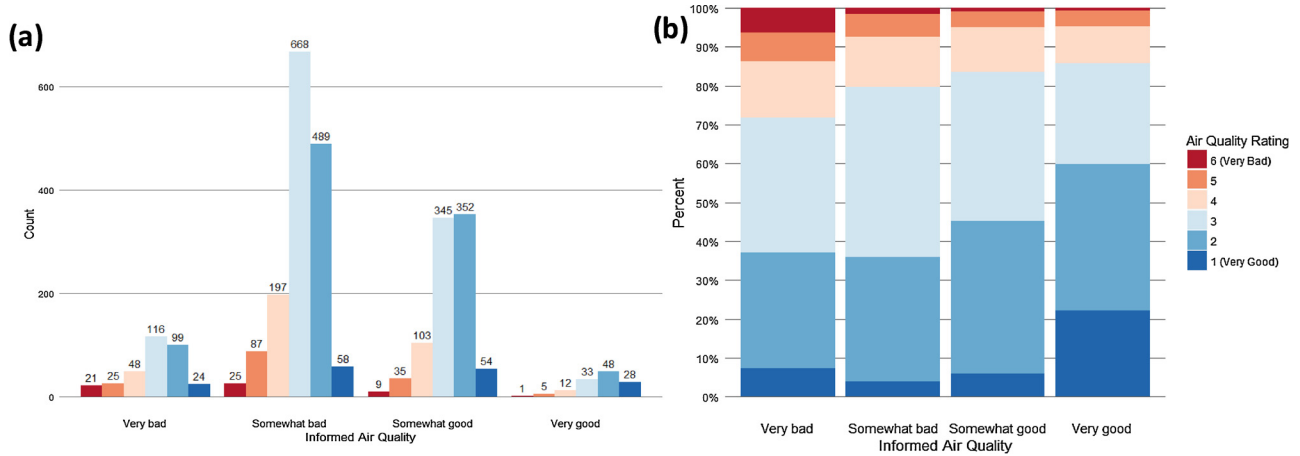 (a)
Count
600
400
200
0
21 25 48 116 99 24
25 87 197 668 489 58
9 35 103 345 352 54
1 5 12 33 48 28
Very bad Somewhat bad Somewhat good Very good
Informed Air Quality
(b)
Percent
100%
90%
80%
70%
60%
50%
40%
30%
20%
10%
0%
Very bad Somewhat bad Somewhat good Very good
Informed Air Quality
Air Quality Rating
6 (Very Bad)
5
4
3
2
1 (Very Good)